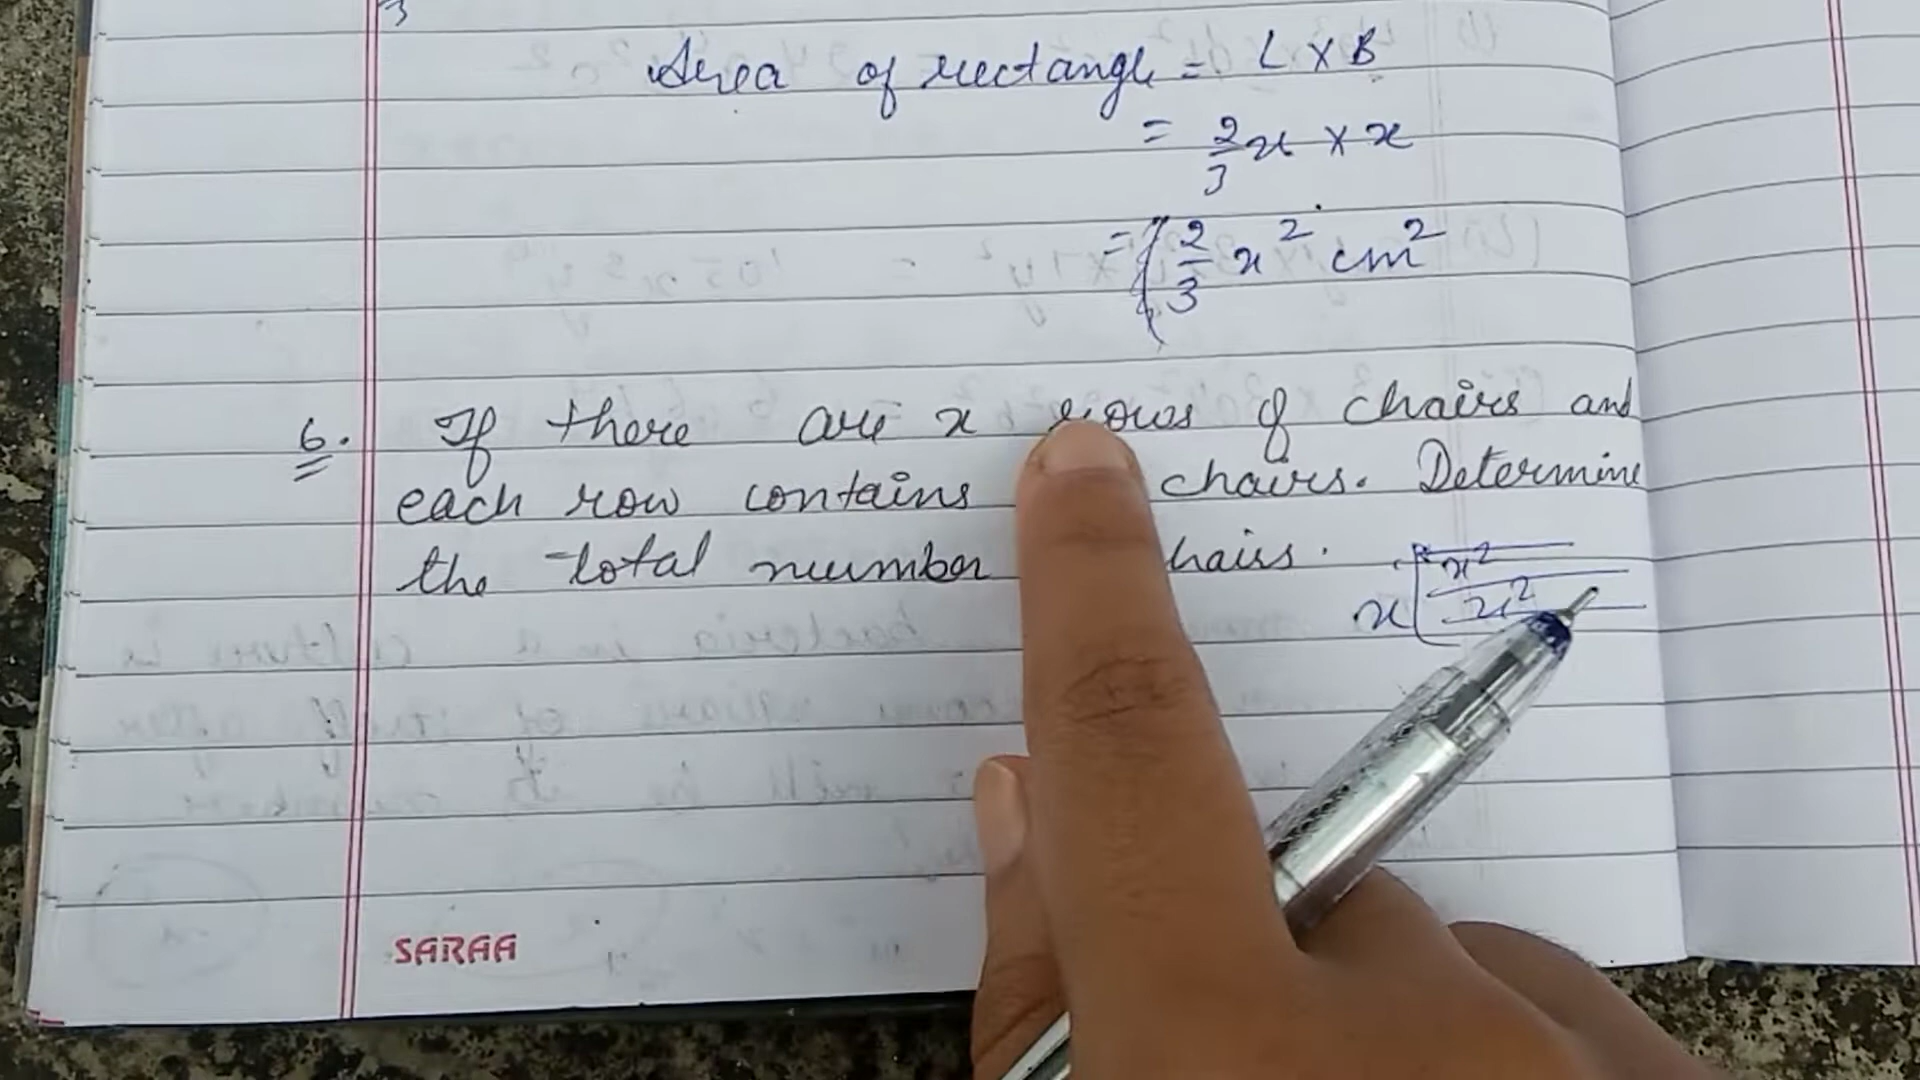 3
Area of rectangle = L X B
= 2/3 x X x
= 2/3 x² cm²
6. If there are x rows of chairs and
each row contains chairs. Determine
the total number hairs.
x² 
x x²
SARAA